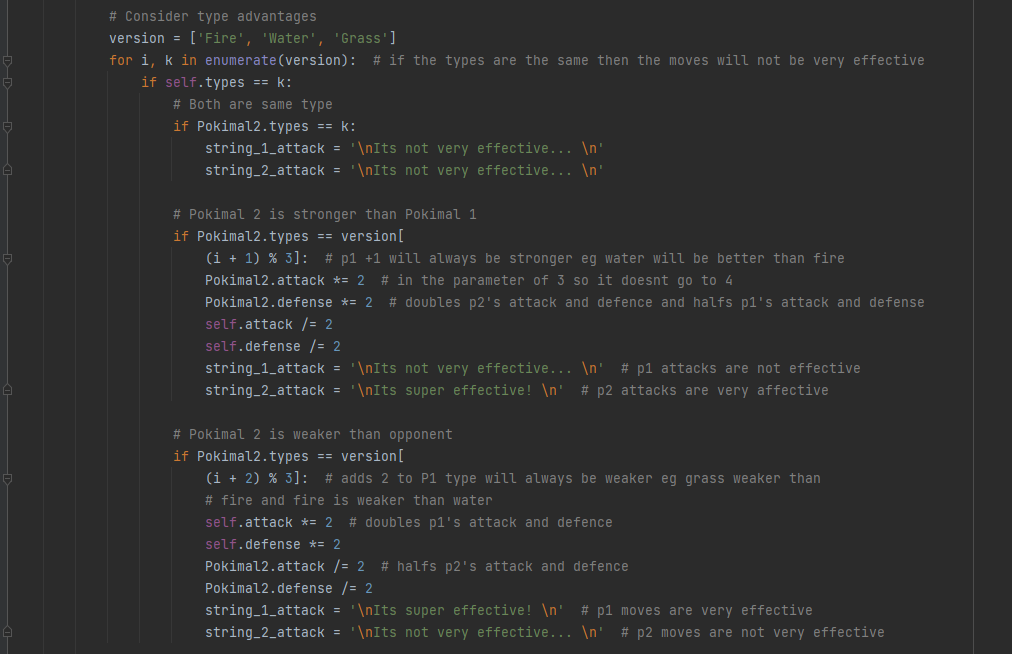 # Consider type advantages
version = ['Fire', 'Water', 'Grass']
for i, k in enumerate(version):  # if the types are the same then the moves will not be very effective
    if self.types == k:
        # Both are same type
        if Pokimal2.types == k:
            string_1_attack = '\nIts not very effective... \n'
            string_2_attack = '\nIts not very effective... \n'

        # Pokimal 2 is stronger than Pokimal 1
        if Pokimal2.types == version[
            (i + 1) % 3]:  # p1 +1 will always be stronger eg water will be better than fire
            Pokimal2.attack *= 2  # in the parameter of 3 so it doesnt go to 4
            Pokimal2.defense *= 2  # doubles p2's attack and defence and halfs p1's attack and defense
            self.attack /= 2
            self.defense /= 2
            string_1_attack = '\nIts not very effective... \n'  # p1 attacks are not effective
            string_2_attack = '\nIts super effective! \n'  # p2 attacks are very affective

        # Pokimal 2 is weaker than opponent
        if Pokimal2.types == version[
            (i + 2) % 3]:  # adds 2 to P1 type will always be weaker eg grass weaker than
            # fire and fire is weaker than water
            self.attack *= 2  # doubles p1's attack and defence
            self.defense *= 2
            Pokimal2.attack /= 2  # halfs p2's attack and defence
            Pokimal2.defense /= 2
            string_1_attack = '\nIts super effective! \n'  # p1 moves are very effective
            string_2_attack = '\nIts not very effective... \n'  # p2 moves are not very effective